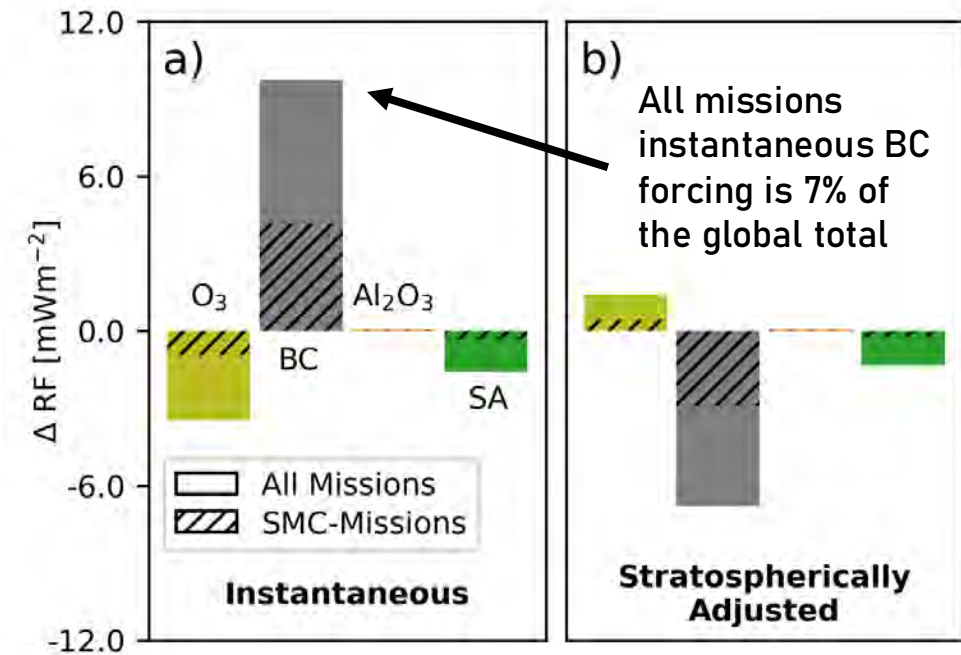 12.0
6.0
0.0
-6.0
-12.0
Δ RF [mWm⁻²]
a)
O₃
BC
Al₂O₃
SA
All Missions
SMC-Missions
Instantaneous
b)
All missions
instantaneous BC
forcing is 7% of
the global total
Stratospherically
Adjusted